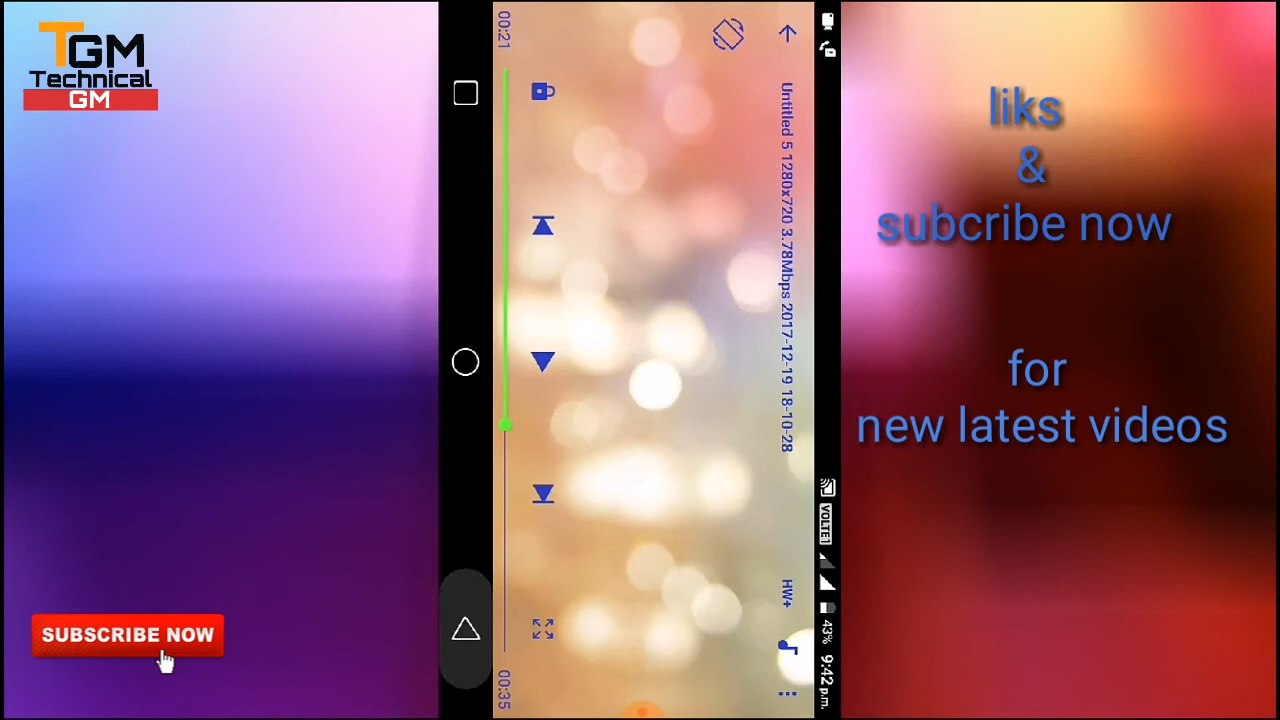 TGM
Technical
GM
SUBSCRIBE NOW
00:21
00:35
Untitled 5 1280x720 3.78Mbps 2017-12-19 18-10-28
HW+
VOLTE1
43%
9:42 p.m.
liks
&
subcribe now
for
new latest videos